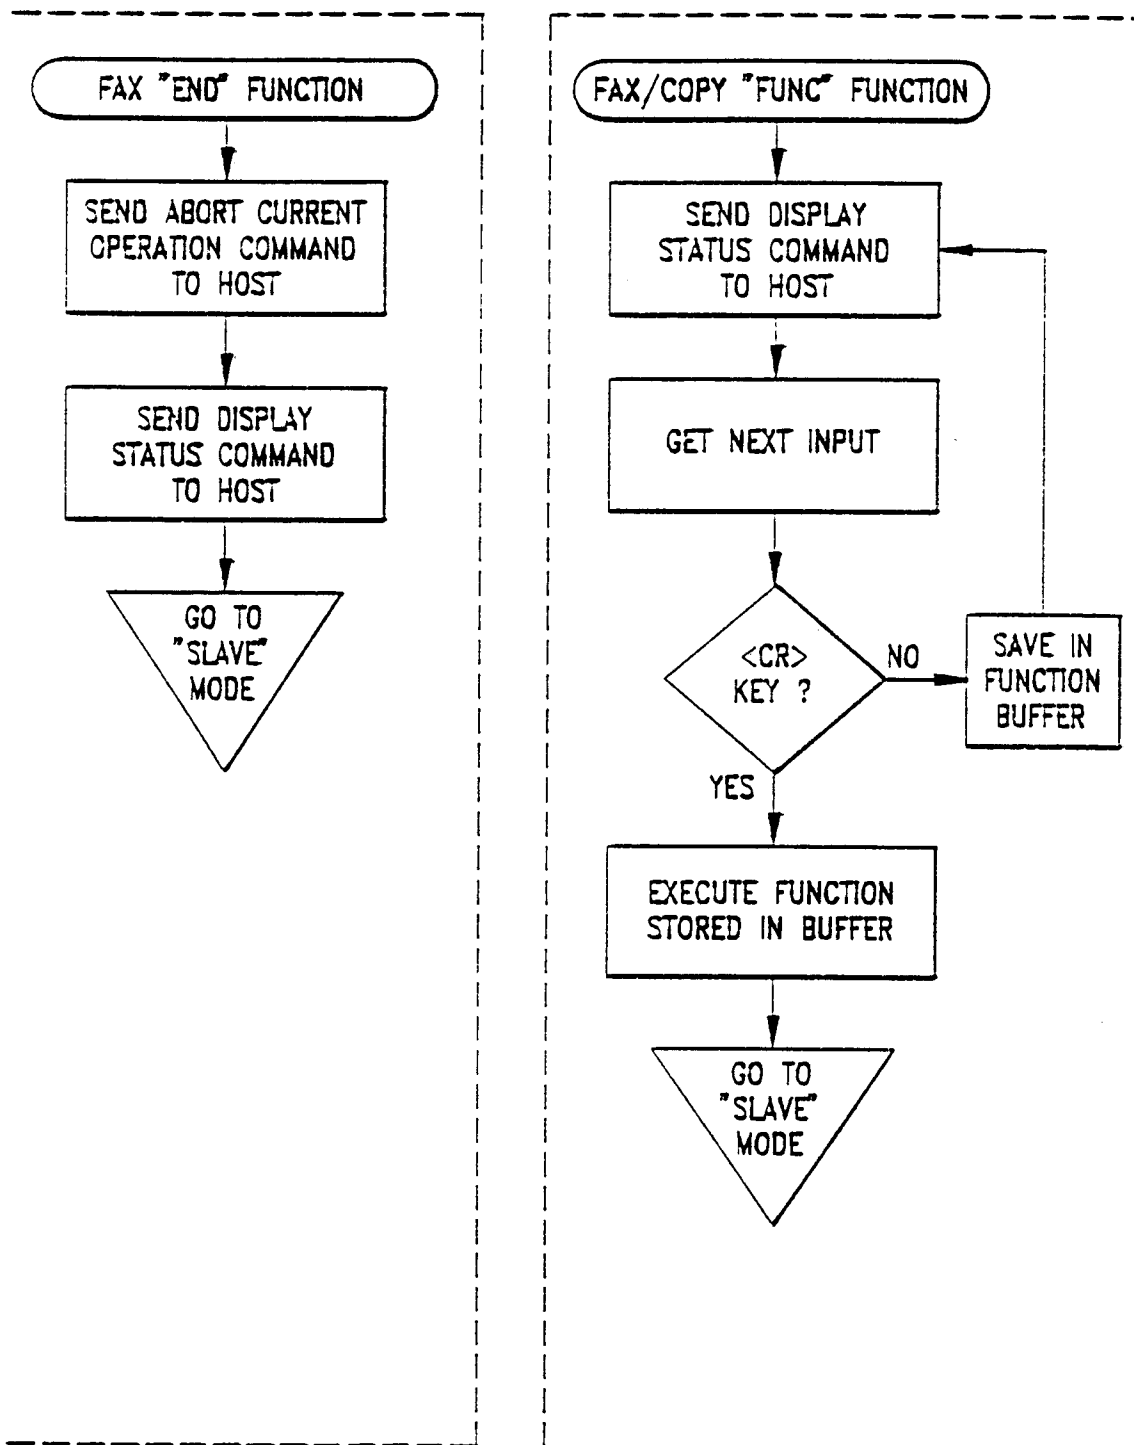 FAX "END" FUNCTION
SEND ABORT CURRENT
OPERATION COMMAND
TO HOST
SEND DISPLAY
STATUS COMMAND
TO HOST
GO TO
"SLAVE"
MODE
FAX/COPY "FUNC" FUNCTION
SEND DISPLAY
STATUS COMMAND
TO HOST
GET NEXT INPUT
<CR>
KEY ?
NO
SAVE IN
FUNCTION
BUFFER
YES
EXECUTE FUNCTION
STORED IN BUFFER
GO TO
"SLAVE"
MODE